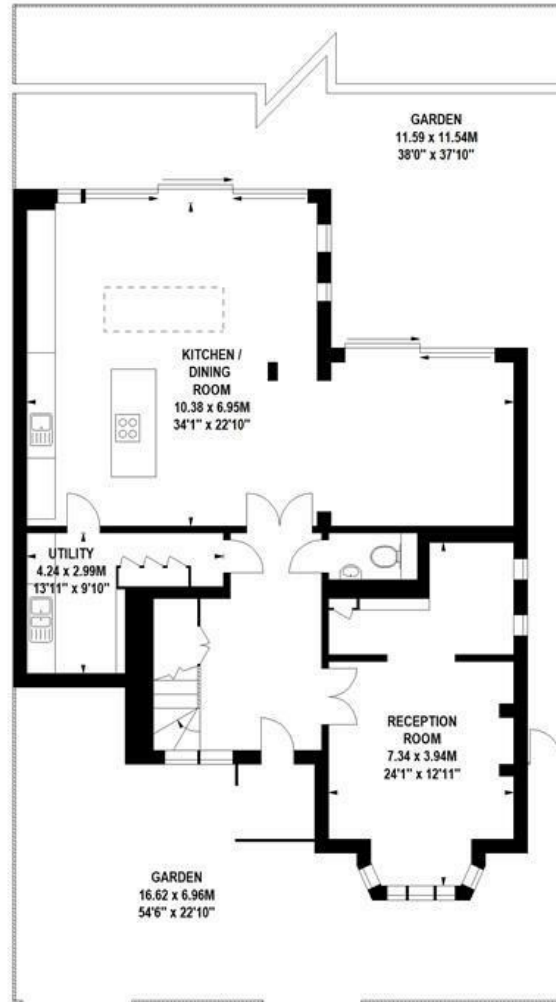 GARDEN
11.59 x 11.54M
38'0" x 37'10"
KITCHEN /
DINING
ROOM
10.38 x 6.95M
34'1" x 22'10"
UTILITY
4.24 x 2.99M
13'11" x 9'10"
RECEPTION
ROOM
7.34 x 3.94M
24'1" x 12'11"
GARDEN
16.62 x 6.96M
54'6" x 22'10"